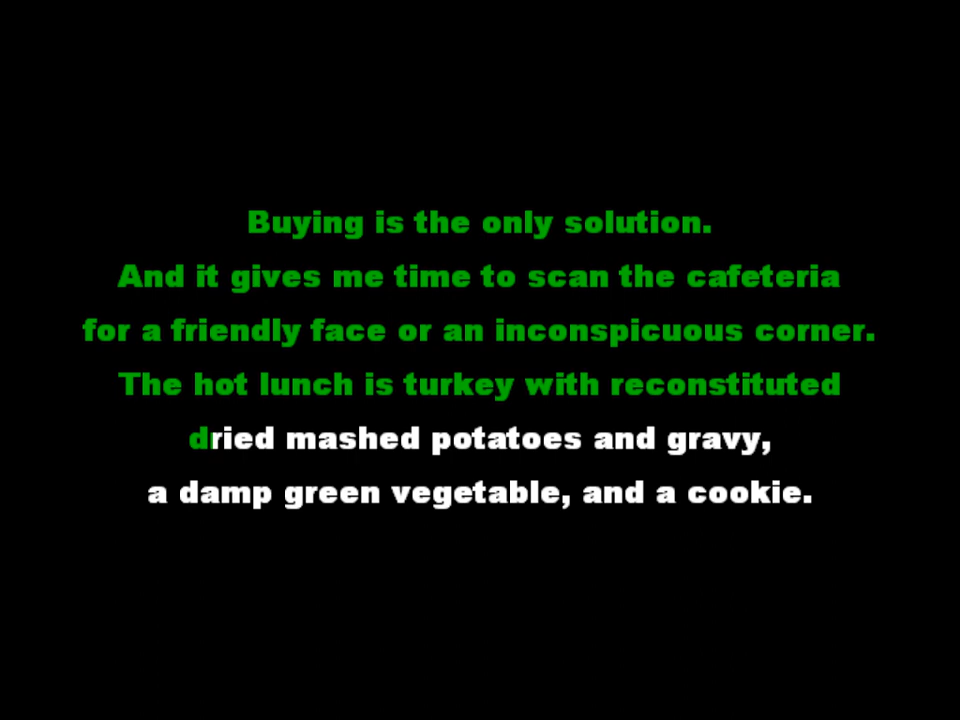 Buying is the only solution.
And it gives me time to scan the cafeteria
for a friendly face or an inconspicuous corner.
The hot lunch is turkey with reconstituted
dried mashed potatoes and gravy,
a damp green vegetable, and a cookie.